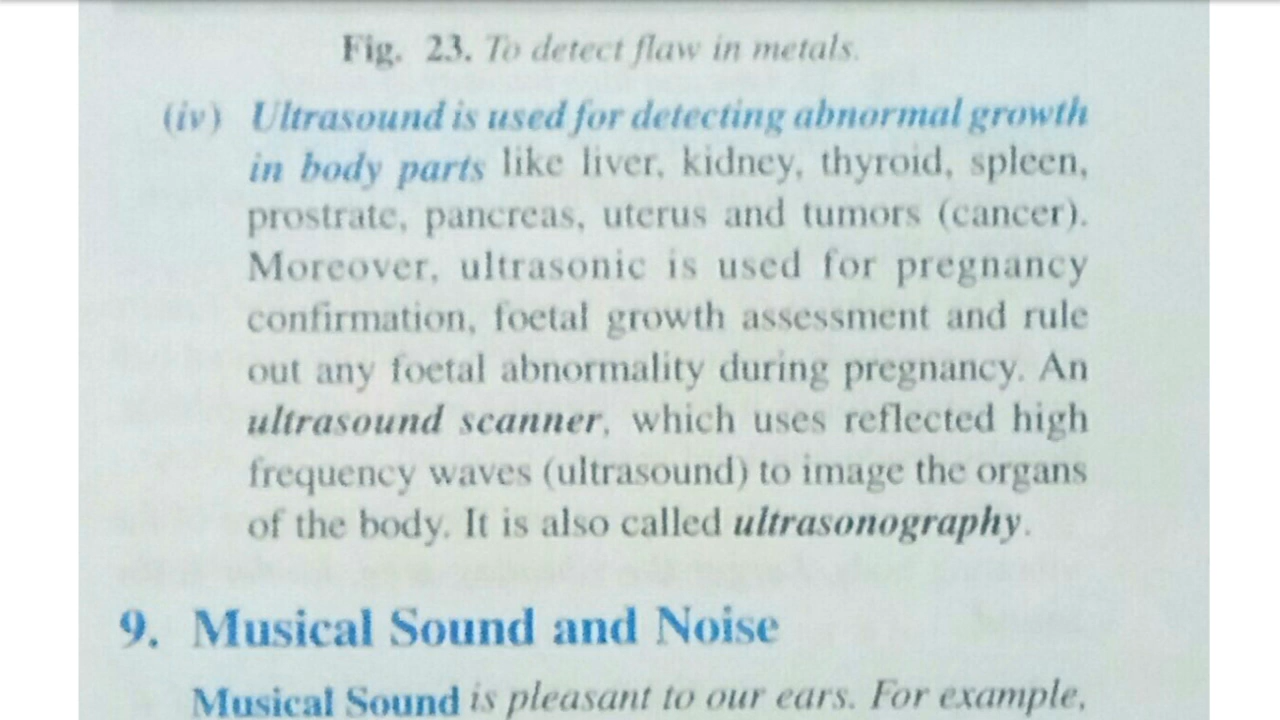 Fig. 23. To detect flaw in metals.
(iv) Ultrasound is used for detecting abnormal growth
in body parts like liver, kidney, thyroid, spleen,
prostrate, pancreas, uterus and tumors (cancer).
Moreover, ultrasonic is used for pregnancy
confirmation, foetal growth assessment and rule
out any foetal abnormality during pregnancy. An
ultrasound scanner, which uses reflected high
frequency waves (ultrasound) to image the organs
of the body. It is also called ultrasonography.
9. Musical Sound and Noise
Musical Sound is pleasant to our ears. For example,